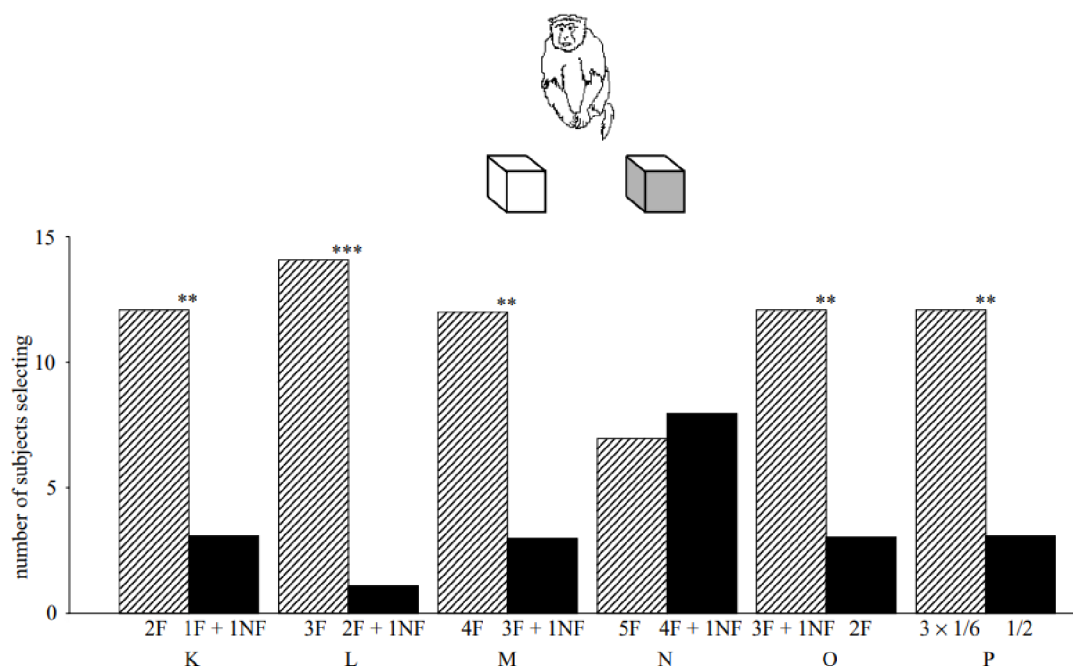 number of subjects selecting
15
10
5
0
** *** ** ** **
2F 1F + 1NF 3F 2F + 1NF 4F 3F + 1NF 5F 4F + 1NF 3F + 1NF 2F 3 × 1/6 1/2
K L M N O P